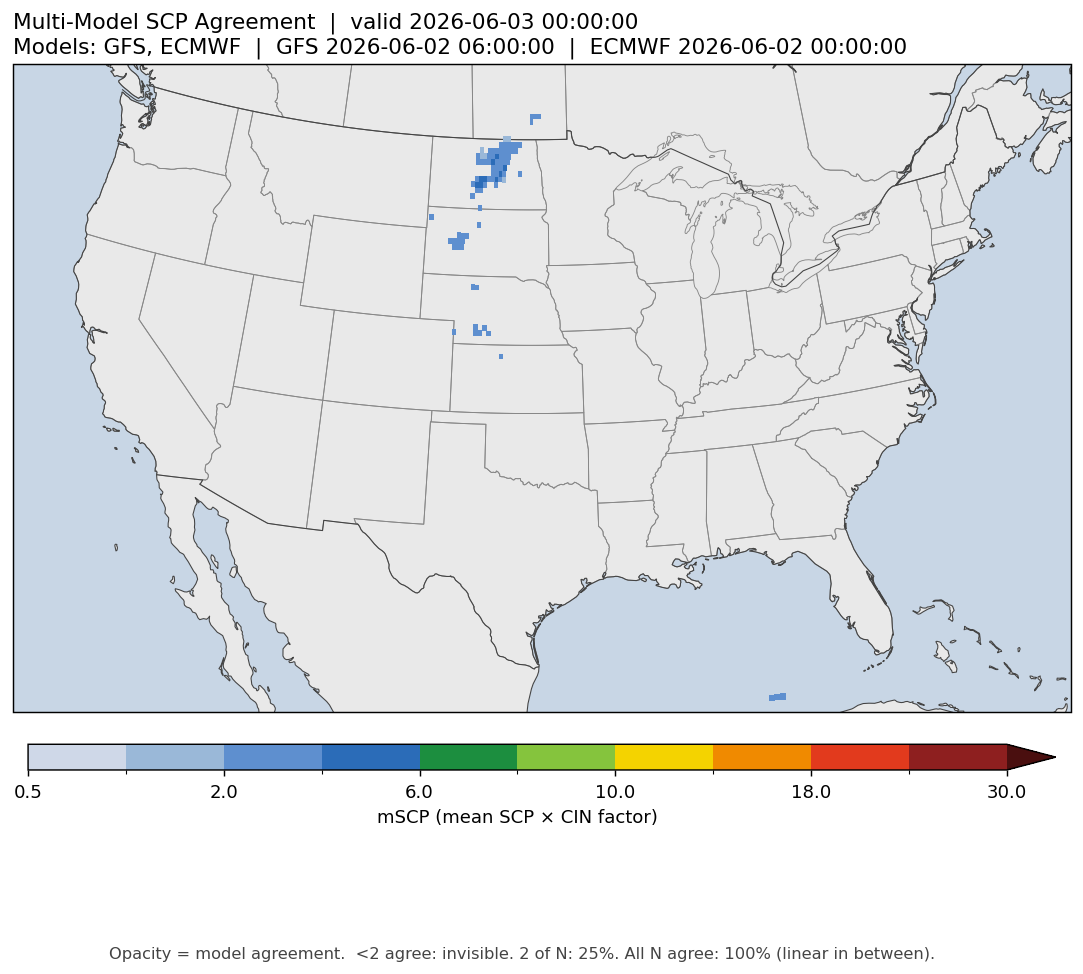 Multi-Model SCP Agreement  |  valid 2026-06-03 00:00:00
Models: GFS, ECMWF  |  GFS 2026-06-02 06:00:00  |  ECMWF 2026-06-02 00:00:00
0.5 2.0 6.0 10.0 18.0 30.0
mSCP (mean SCP × CIN factor)
Opacity = model agreement.  <2 agree: invisible. 2 of N: 25%. All N agree: 100% (linear in between).